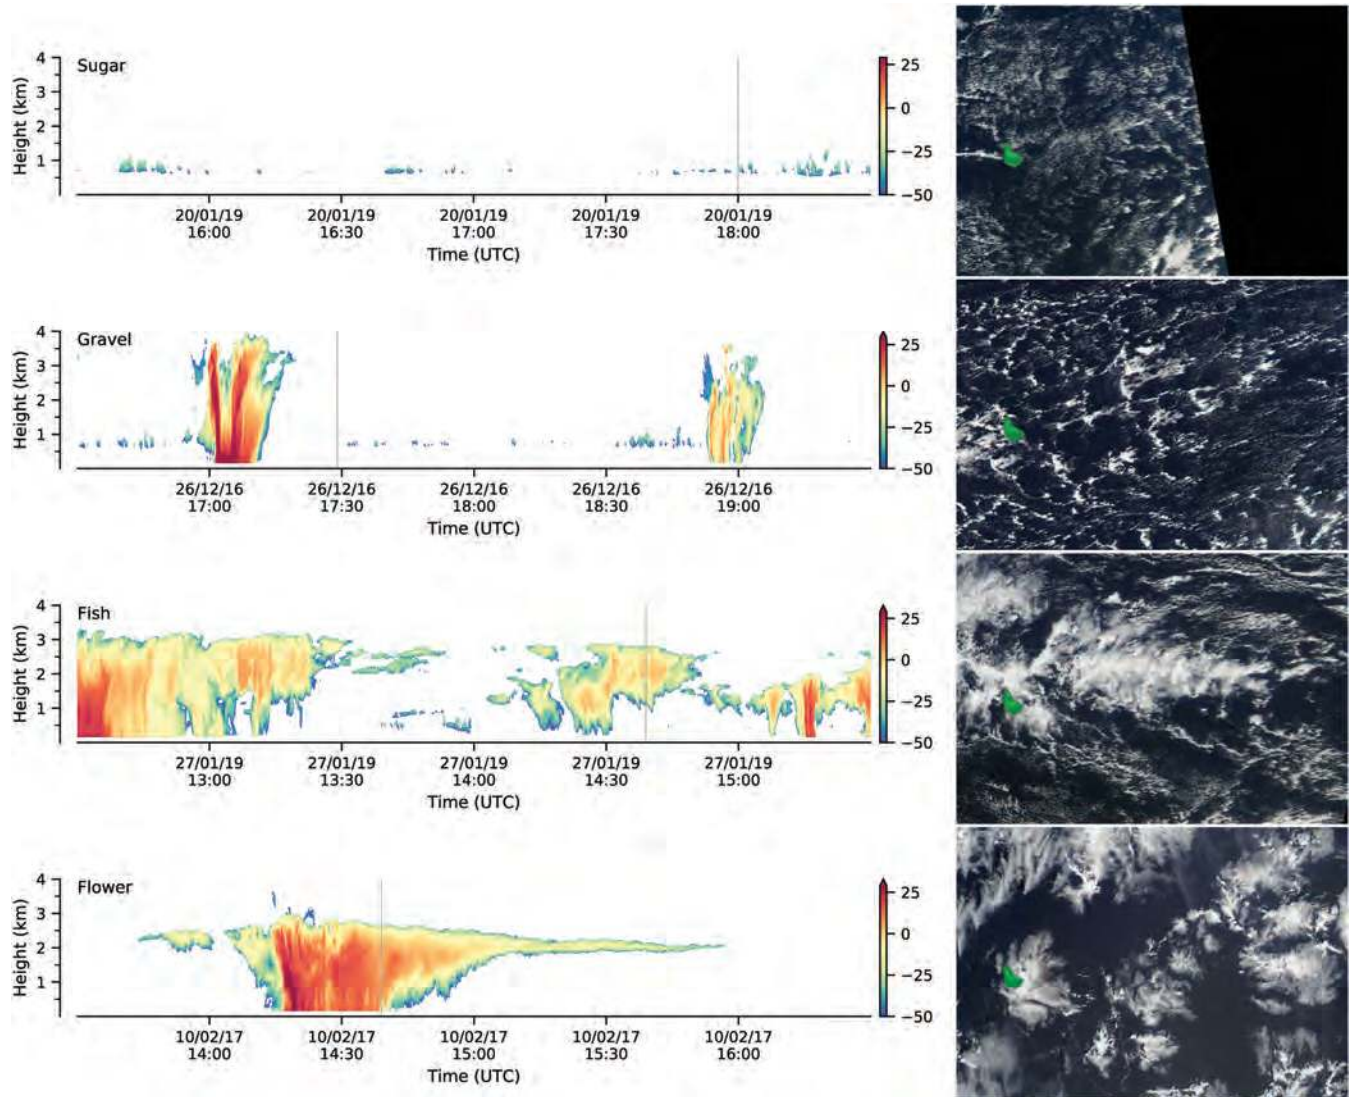 Sugar
Height (km)
4
3
2
1
25
0
−25
−50
20/01/19 20/01/19 20/01/19 20/01/19 20/01/19
16:00 16:30 17:00 17:30 18:00
Time (UTC)
Gravel
Height (km)
4
3
2
1
25
0
−25
−50
26/12/16 26/12/16 26/12/16 26/12/16 26/12/16
17:00 17:30 18:00 18:30 19:00
Time (UTC)
Fish
Height (km)
4
3
2
1
25
0
−25
−50
27/01/19 27/01/19 27/01/19 27/01/19 27/01/19
13:00 13:30 14:00 14:30 15:00
Time (UTC)
Flower
Height (km)
4
3
2
1
25
0
−25
−50
10/02/17 10/02/17 10/02/17 10/02/17 10/02/17
14:00 14:30 15:00 15:30 16:00
Time (UTC)